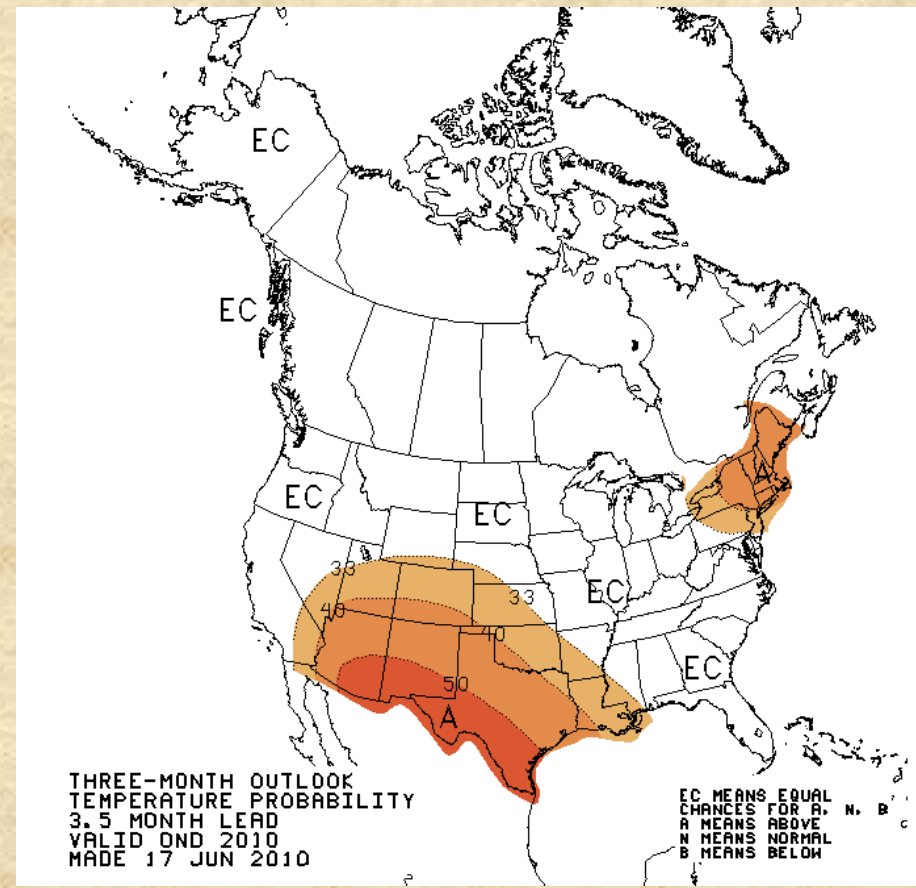 EC
EC
EC
EC
EC
EC
A
A
33
33
40
40
50
THREE-MONTH OUTLOOK
TEMPERATURE PROBABILITY
3.5 MONTH LEAD
VALID OND 2010
MADE 17 JUN 2010
EC MEANS EQUAL
CHANCES FOR A, N, B
A MEANS ABOVE
N MEANS NORMAL
B MEANS BELOW